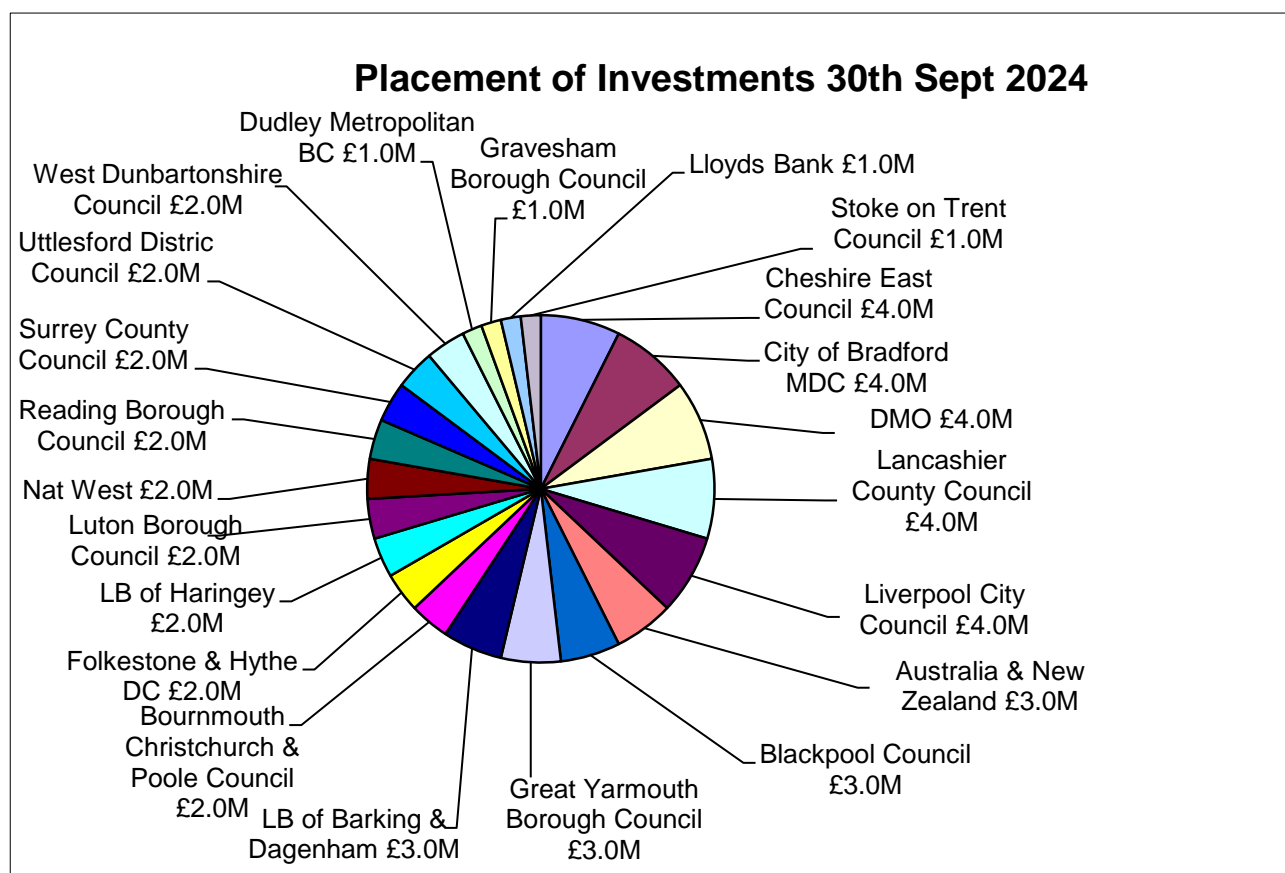 Placement of Investments 30th Sept 2024
Dudley Metropolitan
BC £1.0M
Gravesham
Borough Council
£1.0M
Lloyds Bank £1.0M
Stoke on Trent
Council £1.0M
Cheshire East
Council £4.0M
City of Bradford
MDC £4.0M
DMO £4.0M
Lancashier
County Council
£4.0M
Liverpool City
Council £4.0M
Australia & New
Zealand £3.0M
Blackpool Council
£3.0M
Great Yarmouth
Borough Council
£3.0M
LB of Barking &
Dagenham £3.0M
Bournmouth
Christchurch &
Poole Council
£2.0M
Folkestone & Hythe
DC £2.0M
LB of Haringey
£2.0M
Luton Borough
Council £2.0M
Nat West £2.0M
Reading Borough
Council £2.0M
Surrey County
Council £2.0M
Uttlesford Distric
Council £2.0M
West Dunbartonshire
Council £2.0M